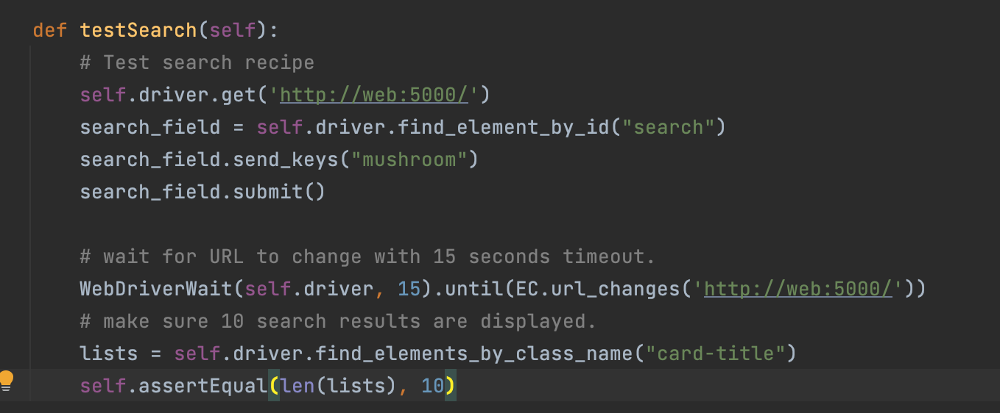 def testSearch(self):
    # Test search recipe
    self.driver.get('http://web:5000/')
    search_field = self.driver.find_element_by_id("search")
    search_field.send_keys("mushroom")
    search_field.submit()

    # wait for URL to change with 15 seconds timeout.
    WebDriverWait(self.driver, 15).until(EC.url_changes('http://web:5000/'))
    # make sure 10 search results are displayed.
    lists = self.driver.find_elements_by_class_name("card-title")
    self.assertEqual(len(lists), 10)